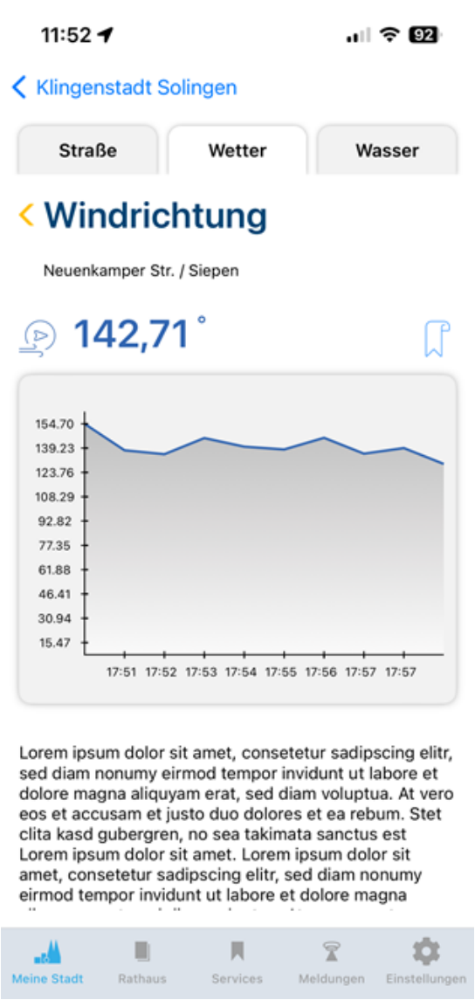 11:52
92
Klingenstadt Solingen
Straße Wetter Wasser
Windrichtung
Neuenkamper Str. / Siepen
142,71°
154.70
139.23
123.76
108.29
92.82
77.35
61.88
46.41
30.94
15.47
17:51 17:52 17:53 17:54 17:55 17:56 17:57 17:57
Lorem ipsum dolor sit amet, consetetur sadipscing elitr,
sed diam nonumy eirmod tempor invidunt ut labore et
dolore magna aliquyam erat, sed diam voluptua. At vero
eos et accusam et justo duo dolores et ea rebum. Stet
clita kasd gubergren, no sea takimata sanctus est
Lorem ipsum dolor sit amet. Lorem ipsum dolor sit
amet, consetetur sadipscing elitr, sed diam nonumy
eirmod tempor invidunt ut labore et dolore magna
Meine Stadt Rathaus Services Meldungen Einstellungen